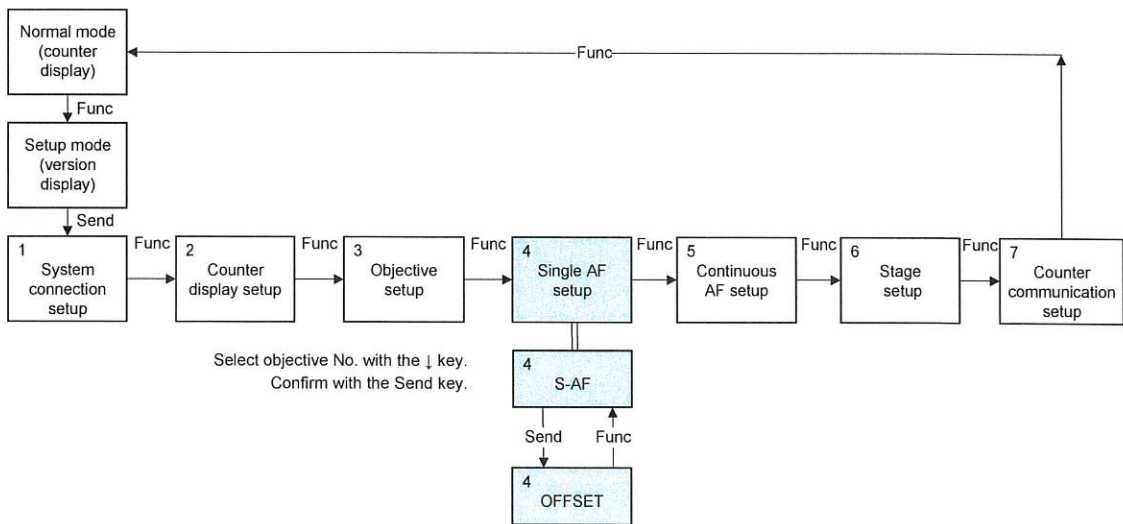 Normal mode
(counter
display)
Func
Func
Setup mode
(version
display)
Send
1
System
connection
setup
Func
2
Counter
display setup
Func
3
Objective
setup
Func
4
Single AF
setup
Func
5
Continuous
AF setup
Func
6
Stage
setup
Func
7
Counter
communication
setup
Select objective No. with the ↓ key.
Confirm with the Send key.
4
S-AF
Send
Func
4
OFFSET